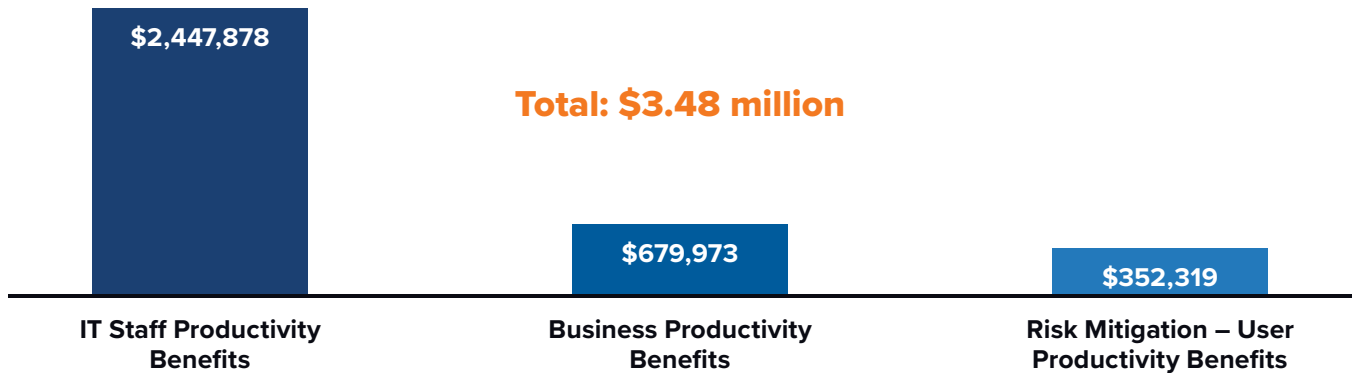 $2,447,878
Total: $3.48 million
$679,973
$352,319
IT Staff Productivity
Benefits
Business Productivity
Benefits
Risk Mitigation – User
Productivity Benefits